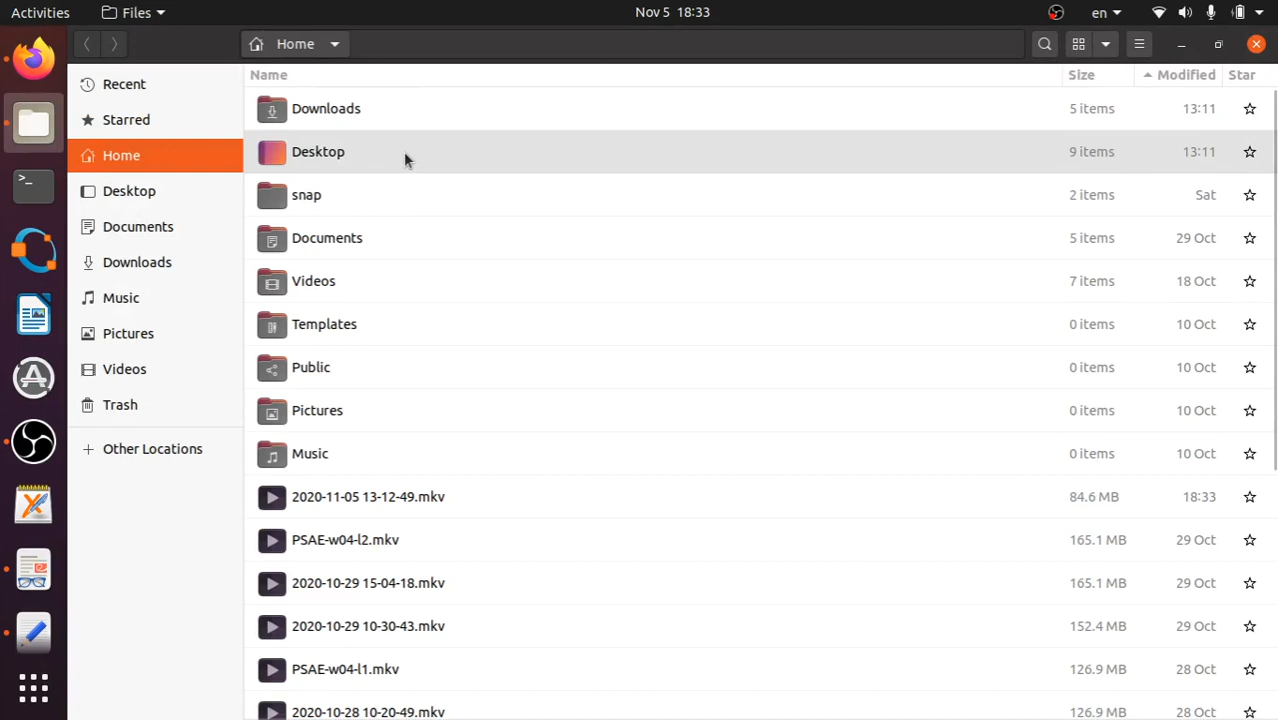 Activities Files Nov 5 18:33 en
Home
Name Size Modified Star
Recent
Starred
Home
Desktop
Documents
Downloads
Music
Pictures
Videos
Trash
Other Locations
Downloads 5 items 13:11
Desktop 9 items 13:11
snap 2 items Sat
Documents 5 items 29 Oct
Videos 7 items 18 Oct
Templates 0 items 10 Oct
Public 0 items 10 Oct
Pictures 0 items 10 Oct
Music 0 items 10 Oct
2020-11-05 13-12-49.mkv 84.6 MB 18:33
PSAE-w04-l2.mkv 165.1 MB 29 Oct
2020-10-29 15-04-18.mkv 165.1 MB 29 Oct
2020-10-29 10-30-43.mkv 152.4 MB 29 Oct
PSAE-w04-l1.mkv 126.9 MB 28 Oct
2020-10-28 10-20-49.mkv 126.9 MB 28 Oct